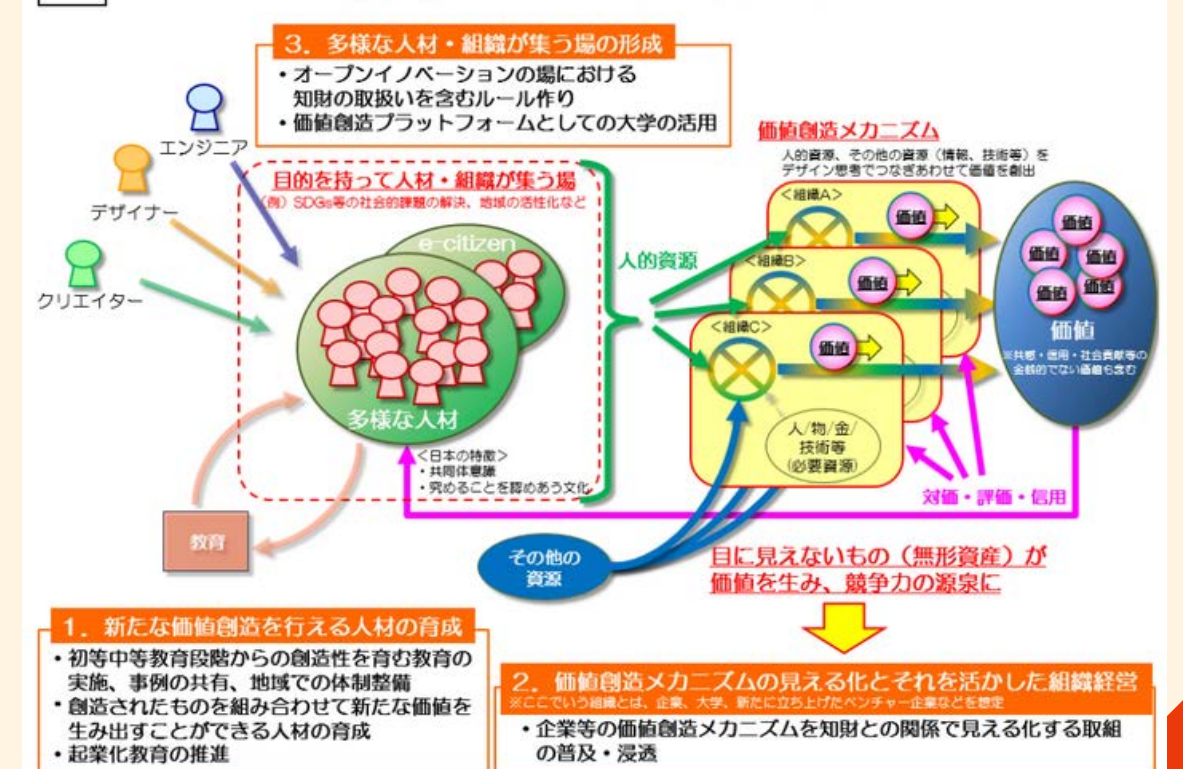 3. 多様な人材・組織が集う場の形成
・オープンイノベーションの場における
知財の取扱いを含むルール作り
・価値創造プラットフォームとしての大学の活用
エンジニア
デザイナー
クリエイター
目的を持って人材・組織が集う場
(例)SDGs等の社会的課題の解決、地域の活性化など
e-citizen
多様な人材
<日本の特徴>
・共同体意識
・究めることを認めあう文化
教育
人的資源
価値創造メカニズム
人的資源、その他の資源(情報、技術等)を
デザイン思考でつなぎあわせて価値を創出
<組織A>
価値
<組織B>
価値
<組織C>
価値
人/物/金/
技術等
(必要資源)
価値
価値
価値
価値
価値
価値
※共感・信用・社会貢献等の
金銭的でない価値も含む
対価・評価・信用
その他の
資源
目に見えないもの(無形資産)が
価値を生み、競争力の源泉に
1. 新たな価値創造を行える人材の育成
・初等中等教育段階からの創造性を育む教育の
実施、事例の共有、地域での体制整備
・創造されたものを組み合わせて新たな価値を
生み出すことができる人材の育成
・起業化教育の推進
2. 価値創造メカニズムの見える化とそれを活かした組織経営
※ここでいう組織とは、企業、大学、新たに立ち上げたベンチャー企業などを想定
・企業等の価値創造メカニズムを知財との関係で見える化する取組
の普及・浸透